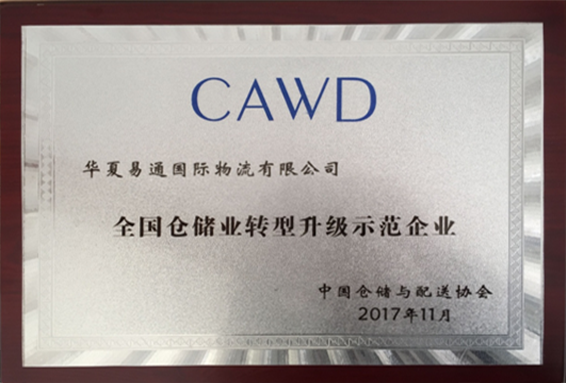 CAWD
华夏易通国际物流有限公司
全国仓储业转型升级示范企业
中国仓储与配送协会
2017年11月